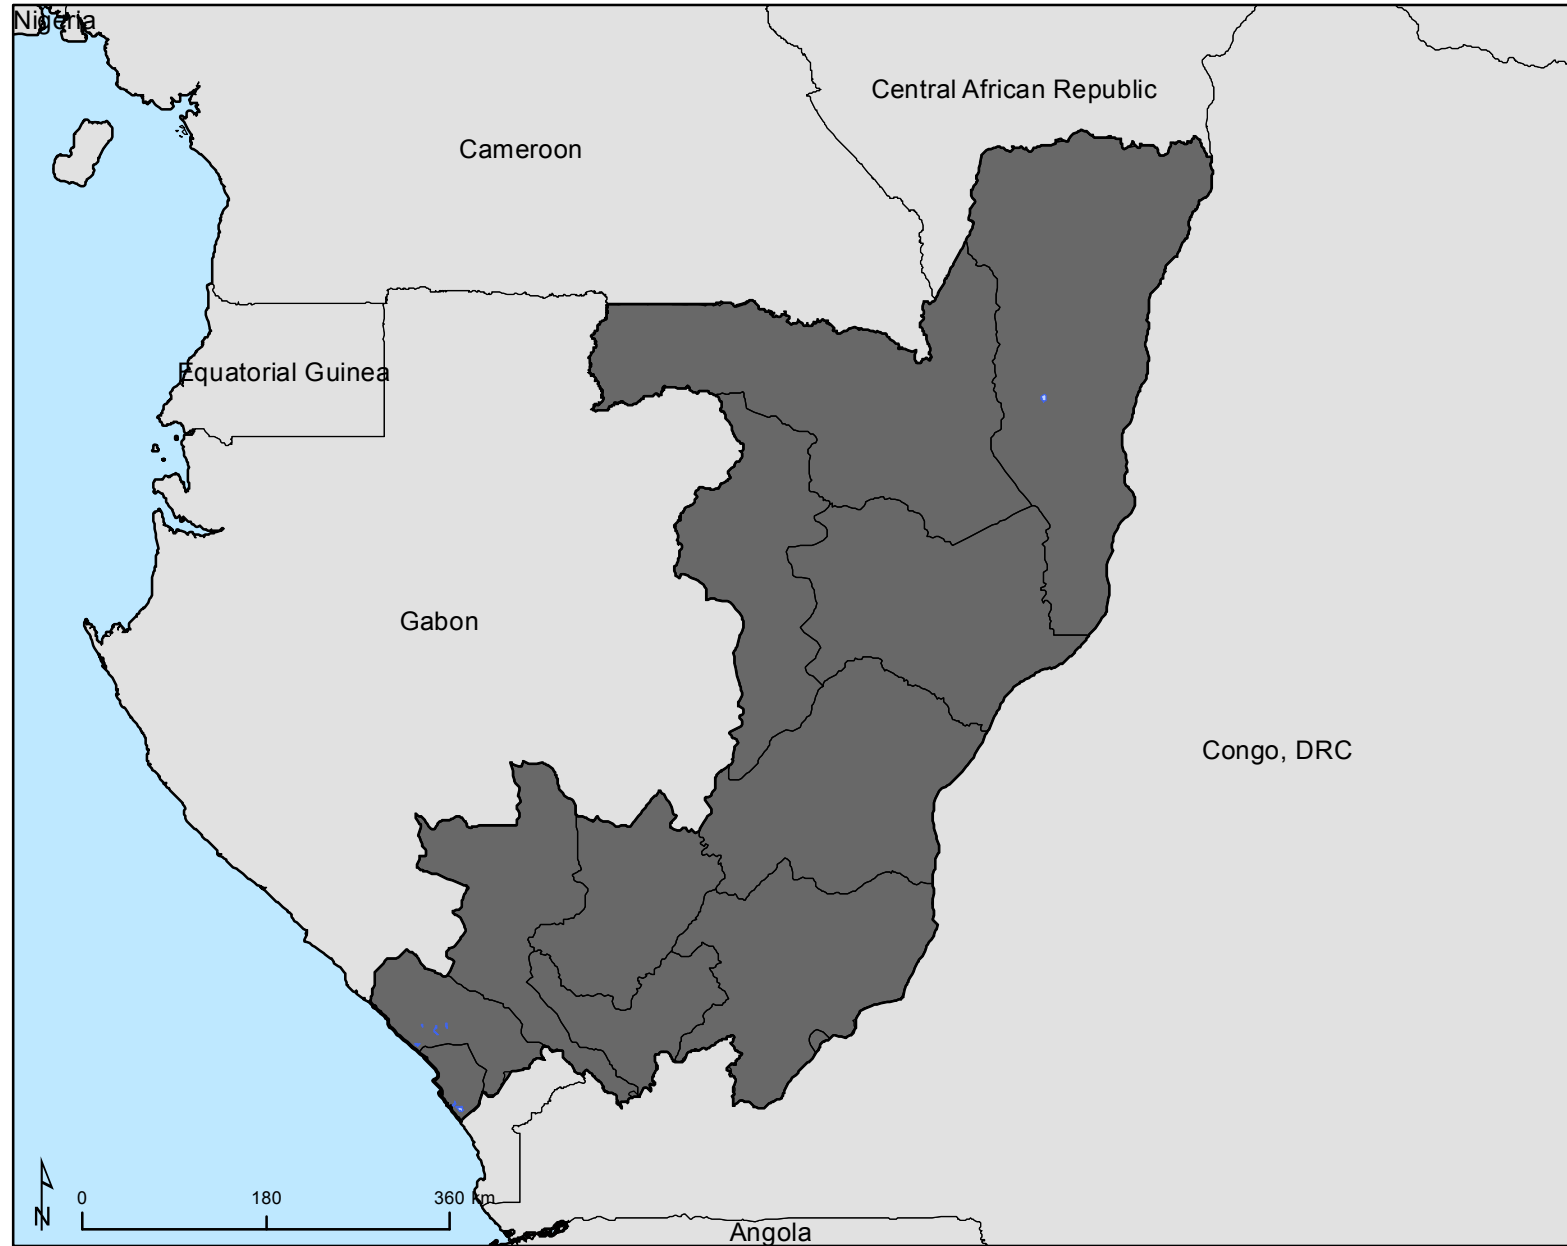 Nigeria
Central African Republic
Cameroon
Equatorial Guinea
Gabon
Congo, DRC
N
0 180 360 km
Angola